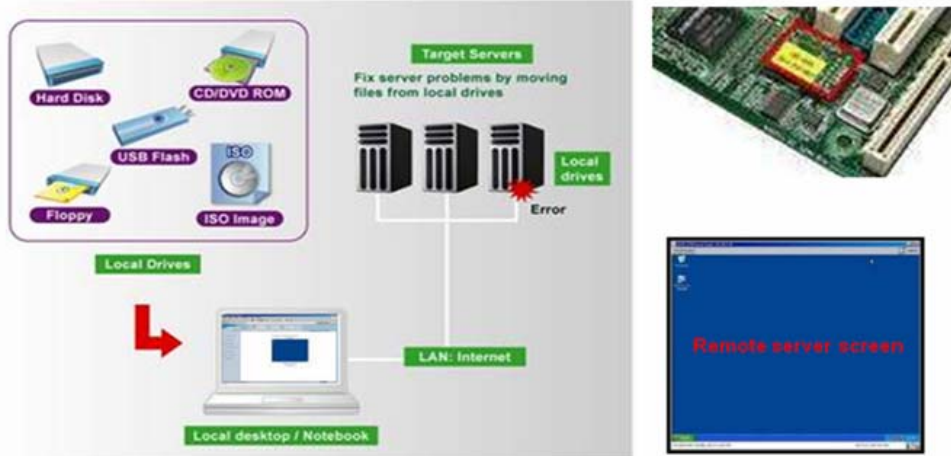 Hard Disk
CD/DVD ROM
USB Flash
ISO
Floppy
ISO Image
Local Drives
Target Servers
Fix server problems by moving
files from local drives
Local
drives
Error
LAN: Internet
Local desktop / Notebook
Remote server screen